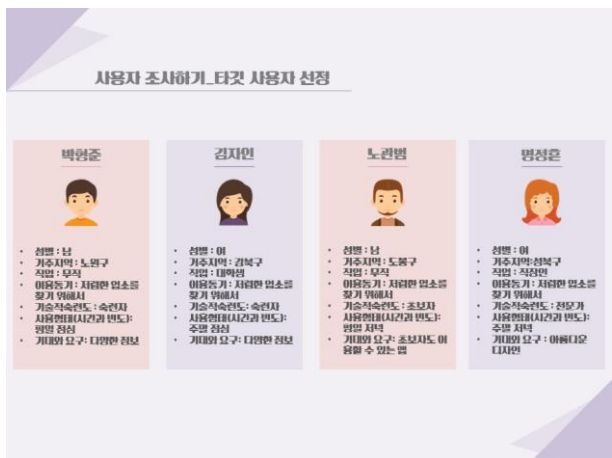 사용자 조사하기_타깃 사용자 선정
박형준
• 성별 : 남
• 거주지역 : 노원구
• 직업 : 무직
• 이용동기 : 저렴한 업소를
찾기 위해서
• 기술적숙련도 : 숙련자
• 사용형태(시간과 빈도):
평일 점심
• 기대와 요구: 다양한 정보
김자인
• 성별 : 여
• 거주지역 : 강북구
• 직업 : 대학생
• 이용동기 : 저렴한 업소를
찾기 위해서
• 기술적숙련도 : 숙련자
• 사용형태(시간과 빈도):
주말 점심
• 기대와 요구: 다양한 정보
노관범
• 성별 : 남
• 거주지역 : 도봉구
• 직업 : 무직
• 이용동기 : 저렴한 업소를
찾기 위해서
• 기술적숙련도 : 초보자
• 사용형태(시간과 빈도):
평일 저녁
• 기대와 요구: 초보자도 이
용할 수 있는 앱
명성훈
• 성별 : 여
• 거주지역:성북구
• 직업 : 직장인
• 이용동기 : 저렴한 업소를
찾기 위해서
• 기술적숙련도 : 전문가
• 사용형태(시간과 빈도):
주말 저녁
• 기대와 요구 : 아름다운
디자인